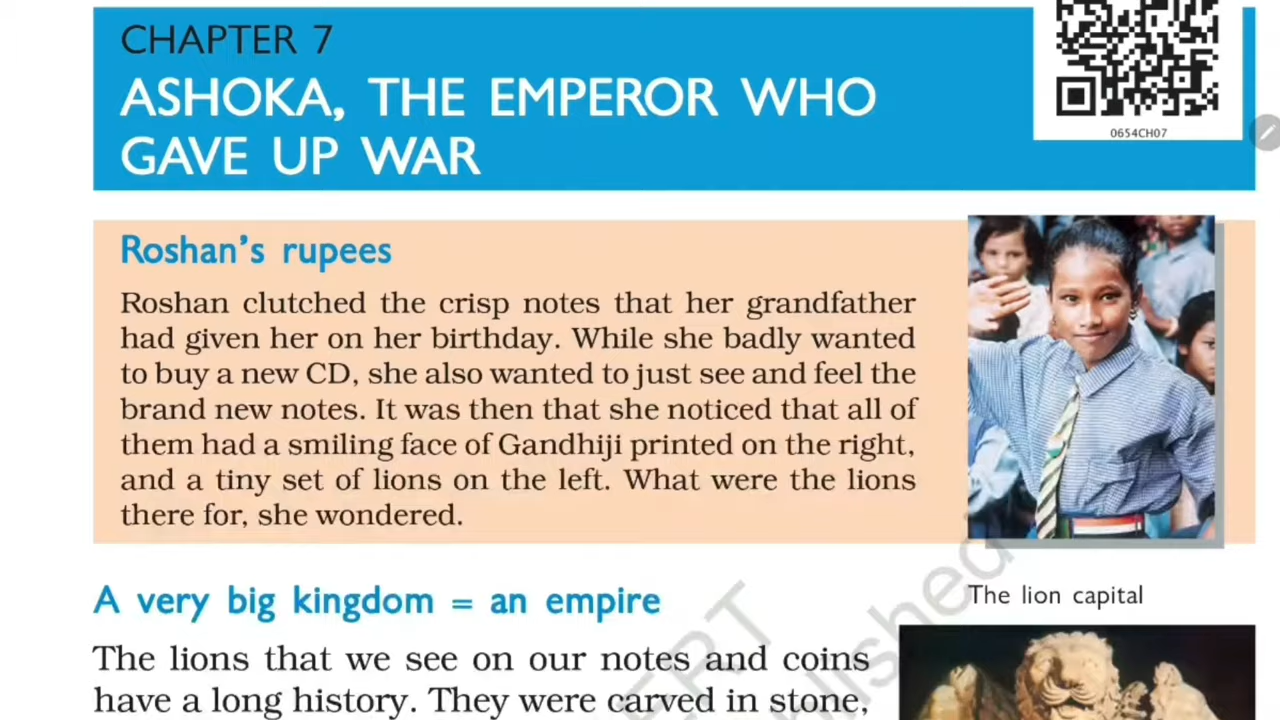 CHAPTER 7
ASHOKA, THE EMPEROR WHO
GAVE UP WAR
0654CH07
Roshan's rupees
Roshan clutched the crisp notes that her grandfather
had given her on her birthday. While she badly wanted
to buy a new CD, she also wanted to just see and feel the
brand new notes. It was then that she noticed that all of
them had a smiling face of Gandhiji printed on the right,
and a tiny set of lions on the left. What were the lions
there for, she wondered.
A very big kingdom = an empire
The lions that we see on our notes and coins
have a long history. They were carved in stone,
The lion capital